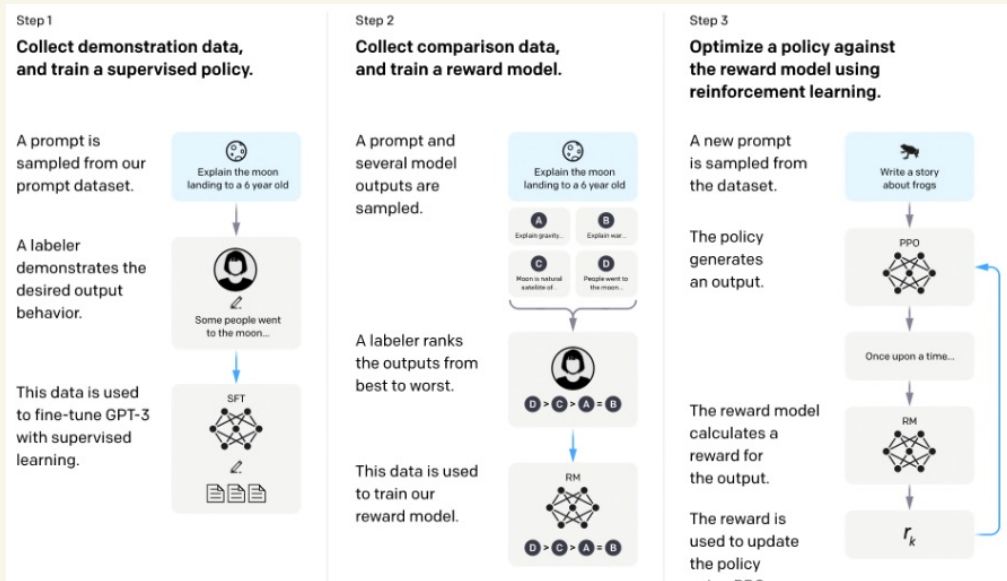 Step 1
Collect demonstration data,
and train a supervised policy.
A prompt is
sampled from our
prompt dataset.
Explain the moon
landing to a 6 year old
A labeler
demonstrates the
desired output
behavior.
Some people went
to the moon...
This data is used
to fine-tune GPT-3
with supervised
learning.
SFT
Step 2
Collect comparison data,
and train a reward model.
A prompt and
several model
outputs are
sampled.
Explain the moon
landing to a 6 year old
A
Explain gravity...
B
Explain war...
C
Moon is natural
satellite of...
D
People went to
the moon...
A labeler ranks
the outputs from
best to worst.
D > C > A = B
This data is used
to train our
reward model.
RM
D > C > A = B
Step 3
Optimize a policy against
the reward model using
reinforcement learning.
A new prompt
is sampled from
the dataset.
Write a story
about frogs
The policy
generates
an output.
PPO
Once upon a time...
The reward model
calculates a
reward for
the output.
RM
The reward is
used to update
the policy
rk